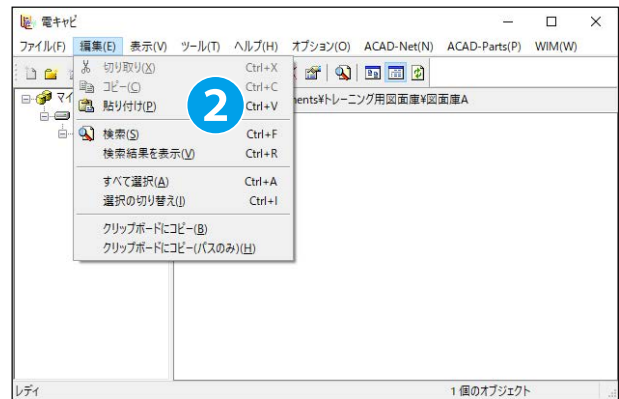 電キャビ
ファイル(F) 編集(E) 表示(V) ツール(T) ヘルプ(H) オプション(O) ACAD-Net(N) ACAD-Parts(P) WIM(W)
切り取り(X) Ctrl+X
コピー(C) Ctrl+C
貼り付け(P) Ctrl+V
2
ments¥トレーニング用図面庫¥図面庫A
マイ
検索(S) Ctrl+F
検索結果を表示(V) Ctrl+R
すべて選択(A) Ctrl+A
選択の切り替え(I) Ctrl+I
クリップボードにコピー(B)
クリップボードにコピー(パスのみ)(H)
レディ 1 個のオブジェクト